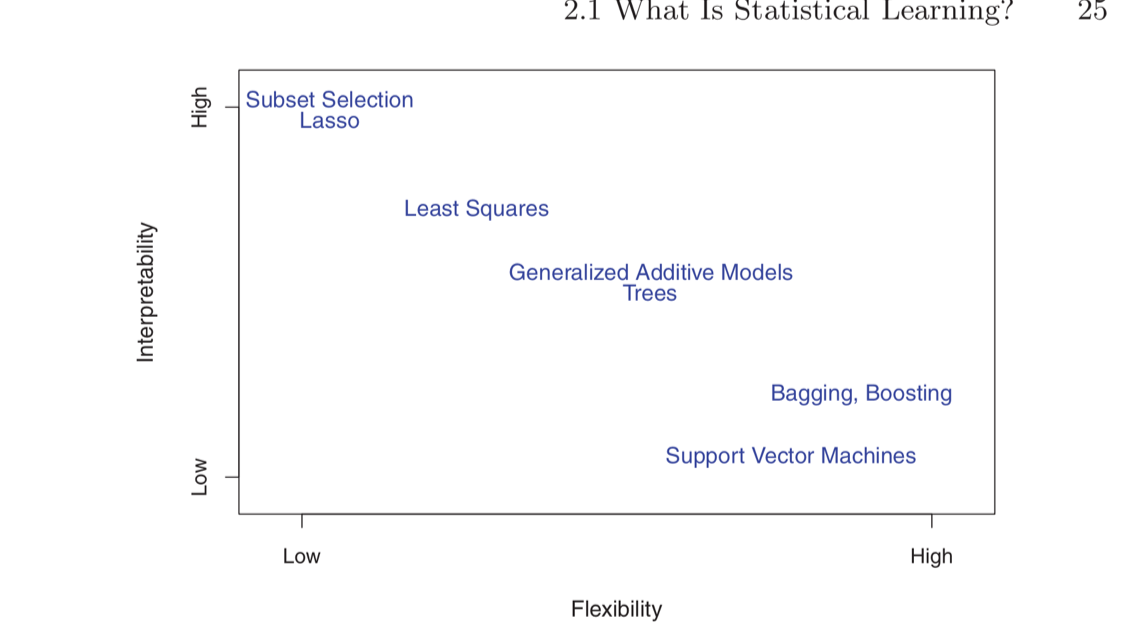 2.1 What Is Statistical Learning? 25
High
Subset Selection
Lasso
Least Squares
Interpretability
Generalized Additive Models
Trees
Bagging, Boosting
Support Vector Machines
Low
Low
High
Flexibility